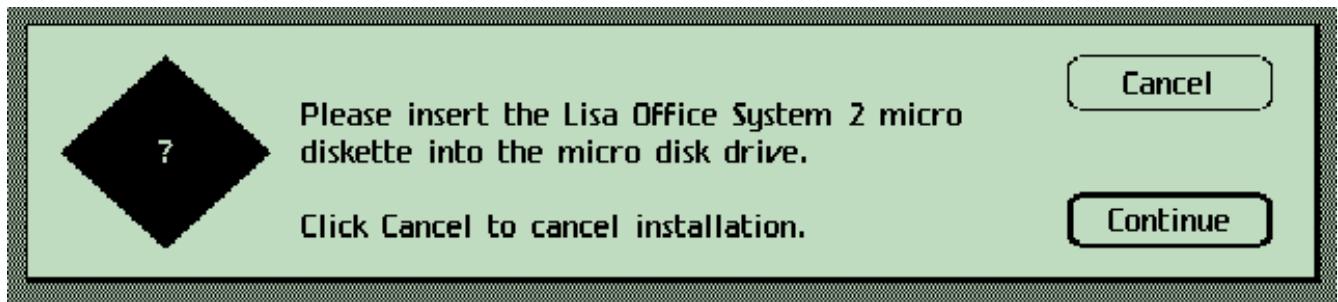 Cancel
?
Please insert the Lisa Office System 2 micro
diskette into the micro disk drive.
Click Cancel to cancel installation.
Continue